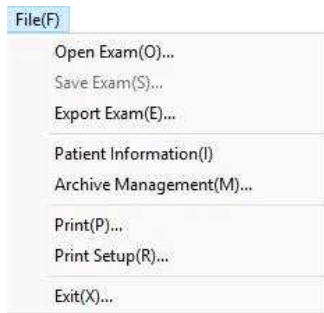 File(F)
Open Exam(O)...
Save Exam(S)...
Export Exam(E)...
Patient Information(I)
Archive Management(M)...
Print(P)...
Print Setup(R)...
Exit(X)...